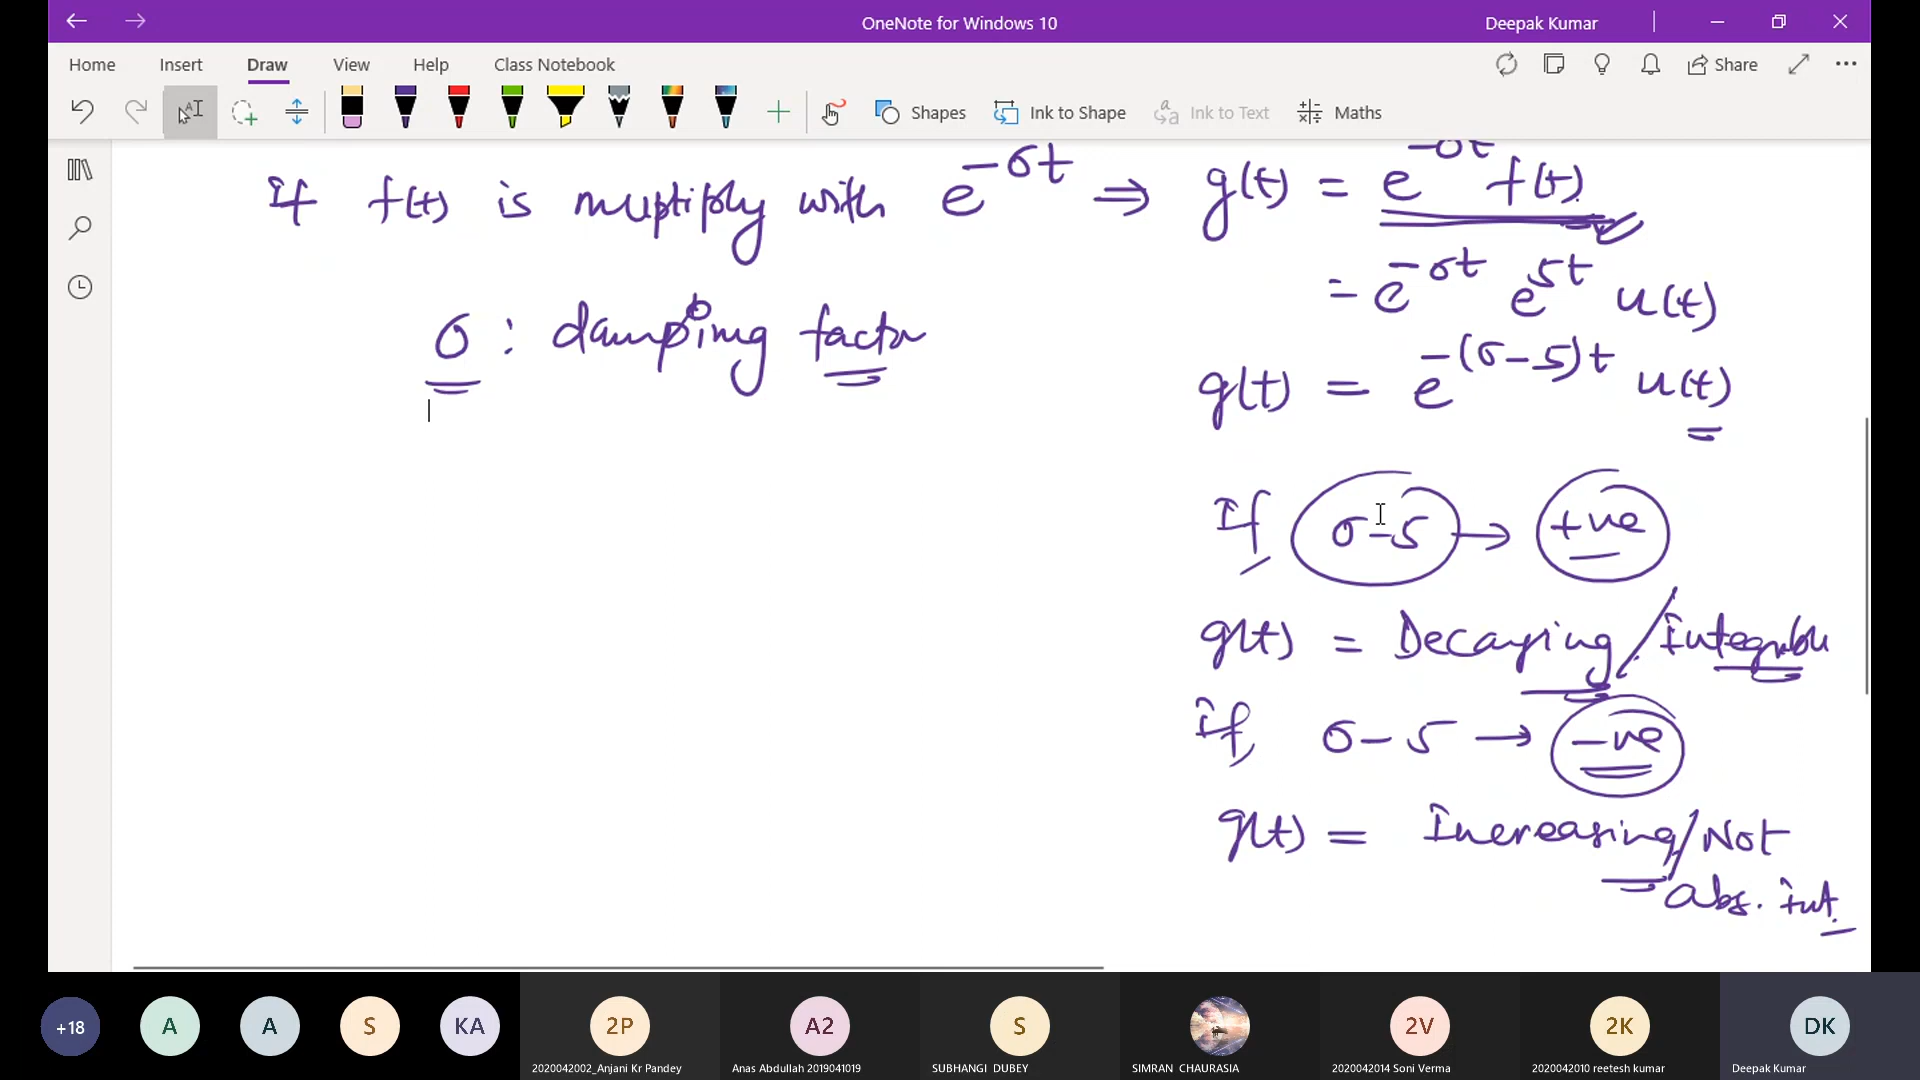 OneNote for Windows 10
Deepak Kumar
Home Insert Draw View Help Class Notebook
Share
Shapes Ink to Shape Ink to Text Maths
If f(t) is muptiply with e^{-σt} ⇒ g(t) = e^{-σt} f(t)
= e^{-σt} e^{5t} u(t)
σ : damping factor
g(t) = e^{-(σ-5)t} u(t)
If σ-5 → +ve
g(t) = Decaying / Integrable
if, σ-5 → -ve
g(t) = Increasing / Not
abs. int.
+18 A A S KA 2P A2 S 2V 2K DK
2020042002_Anjani Kr Pandey Anas Abdullah 2019041019 SUBHANGI DUBEY SIMRAN CHAURASIA 2020042014 Soni Verma 2020042010 reetesh kumar Deepak Kumar